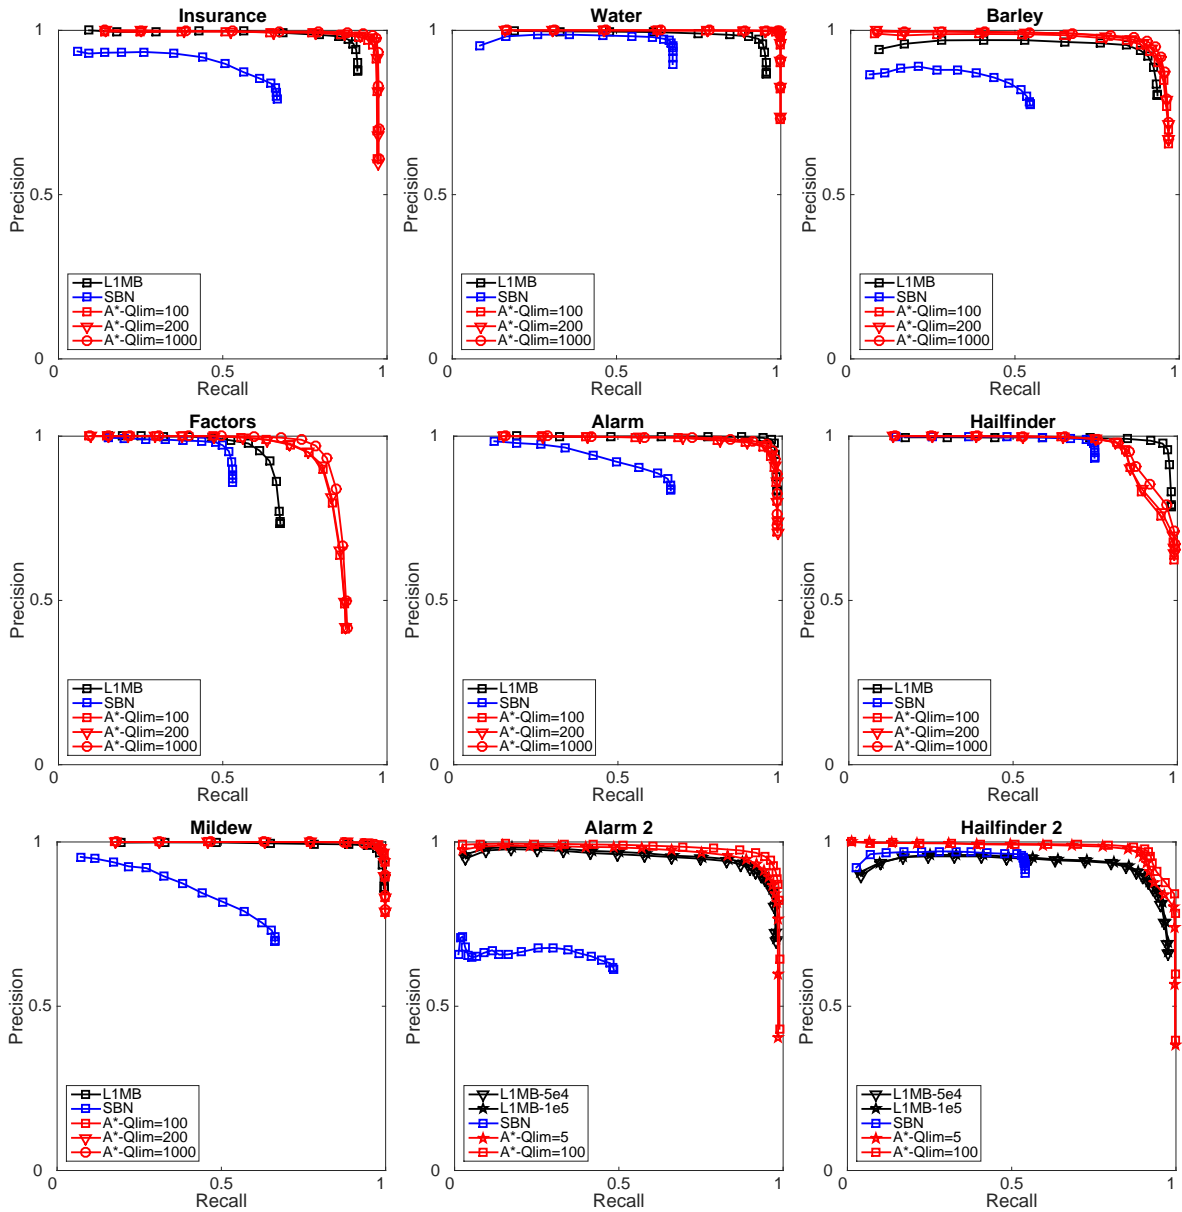 Insurance
1
Precision
0.5
0
L1MB
SBN
A*-Qlim=100
A*-Qlim=200
A*-Qlim=1000
0
0.5
1
Recall
Water
1
Precision
0.5
0
L1MB
SBN
A*-Qlim=100
A*-Qlim=200
A*-Qlim=1000
0
0.5
1
Recall
Barley
1
Precision
0.5
0
L1MB
SBN
A*-Qlim=100
A*-Qlim=200
A*-Qlim=1000
0
0.5
1
Recall
Factors
1
Precision
0.5
0
L1MB
SBN
A*-Qlim=100
A*-Qlim=200
A*-Qlim=1000
0
0.5
1
Recall
Alarm
1
Precision
0.5
0
L1MB
SBN
A*-Qlim=100
A*-Qlim=200
A*-Qlim=1000
0
0.5
1
Recall
Hailfinder
1
Precision
0.5
0
L1MB
SBN
A*-Qlim=100
A*-Qlim=200
A*-Qlim=1000
0
0.5
1
Recall
Mildew
1
Precision
0.5
0
L1MB
SBN
A*-Qlim=100
A*-Qlim=200
A*-Qlim=1000
0
0.5
1
Recall
Alarm 2
1
Precision
0.5
0
L1MB-5e4
L1MB-1e5
SBN
A*-Qlim=5
A*-Qlim=100
0
0.5
1
Recall
Hailfinder 2
1
Precision
0.5
0
L1MB-5e4
L1MB-1e5
SBN
A*-Qlim=5
A*-Qlim=100
0
0.5
1
Recall